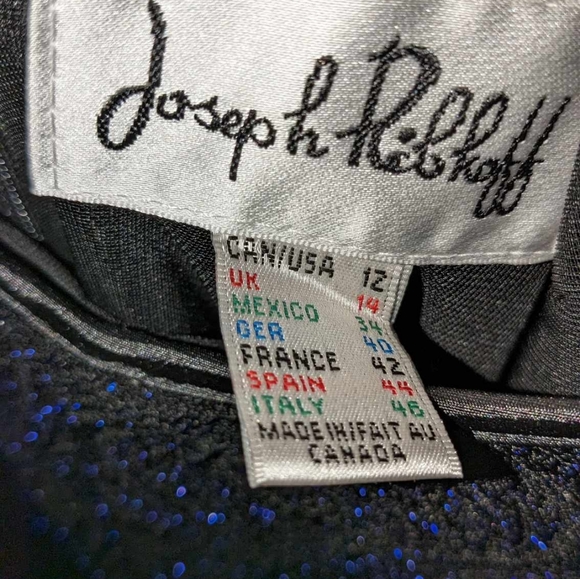 Joseph Ribkoff
CAN/USA 12
UK 14
MEXICO 34
GER 40
FRANCE 42
SPAIN 44
ITALY 46
MADE IN/FAIT AU
CANADA